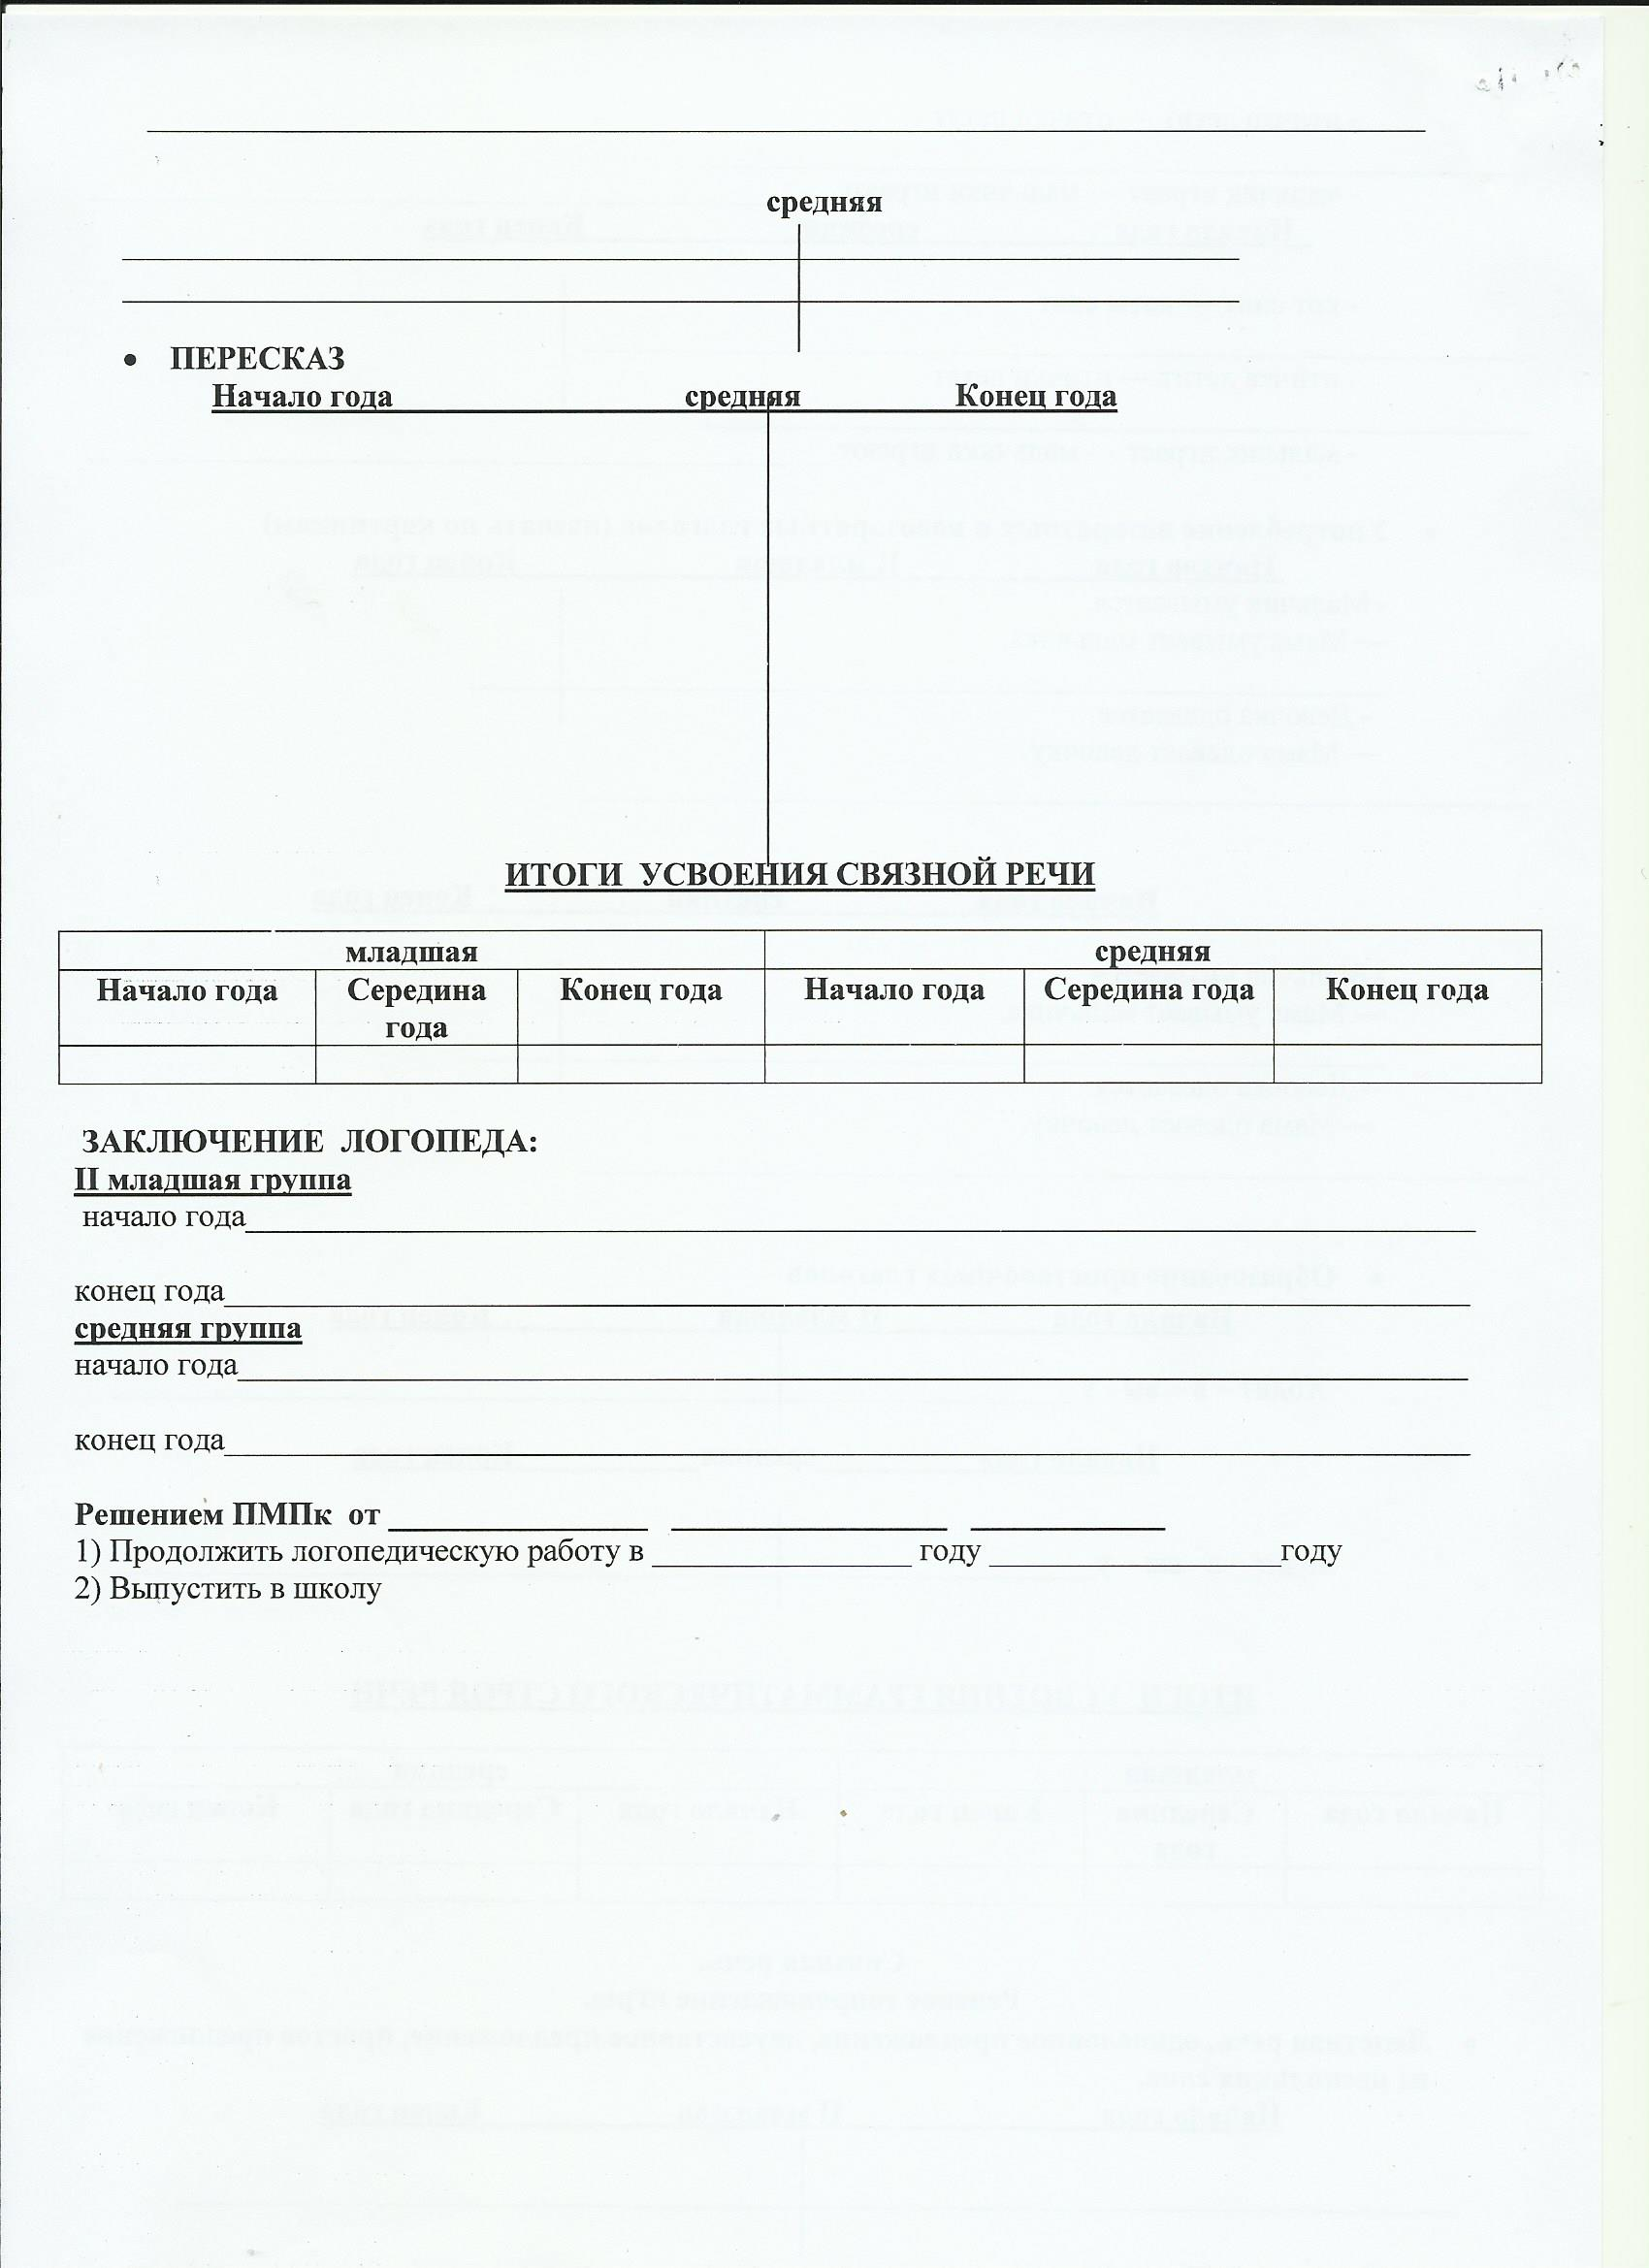 средняя
• ПЕРЕСКАЗ
Начало года средняя Конец года
ИТОГИ УСВОЕНИЯ СВЯЗНОЙ РЕЧИ
младшая средняя
Начало года Середина года Конец года Начало года Середина года Конец года
ЗАКЛЮЧЕНИЕ ЛОГОПЕДА:
II младшая группа
начало года
конец года
средняя группа
начало года
конец года
Решением ПМПк от
1) Продолжить логопедическую работу в ________ году ________ году
2) Выпустить в школу